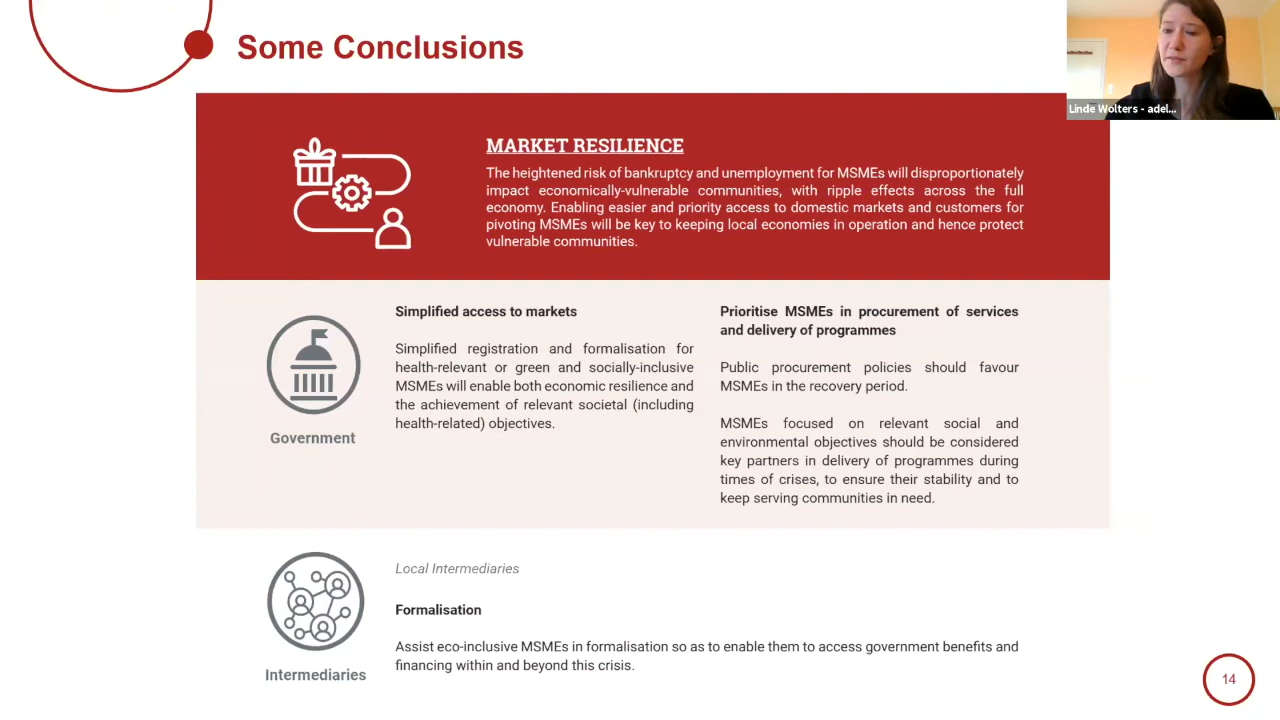 Some Conclusions
Linde Wolters - adel...
MARKET RESILIENCE
The heightened risk of bankruptcy and unemployment for MSMEs will disproportionately
impact economically-vulnerable communities, with ripple effects across the full
economy. Enabling easier and priority access to domestic markets and customers for
pivoting MSMEs will be key to keeping local economies in operation and hence protect
vulnerable communities.
Government
Simplified access to markets
Simplified registration and formalisation for
health-relevant or green and socially-inclusive
MSMEs will enable both economic resilience and
the achievement of relevant societal (including
health-related) objectives.
Prioritise MSMEs in procurement of services
and delivery of programmes
Public procurement policies should favour
MSMEs in the recovery period.
MSMEs focused on relevant social and
environmental objectives should be considered
key partners in delivery of programmes during
times of crises, to ensure their stability and to
keep serving communities in need.
Intermediaries
Local Intermediaries
Formalisation
Assist eco-inclusive MSMEs in formalisation so as to enable them to access government benefits and
financing within and beyond this crisis.
14